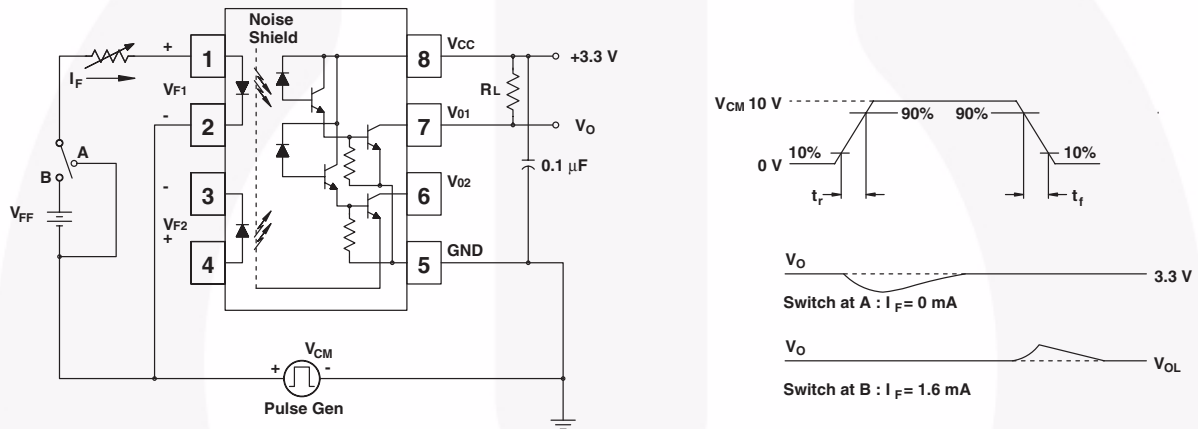 Noise
Shield
1
2
3
4
8
7
6
5
+
VF1
-
-
VF2
+
IF
A
B
VFF
VCC
V01
V02
GND
RL
+3.3 V
VO
0.1 μF
VCM
+
-
Pulse Gen
VCM 10 V
90%
90%
10%
10%
0 V
tr
tf
VO
3.3 V
Switch at A : IF = 0 mA
VO
VOL
Switch at B : IF = 1.6 mA